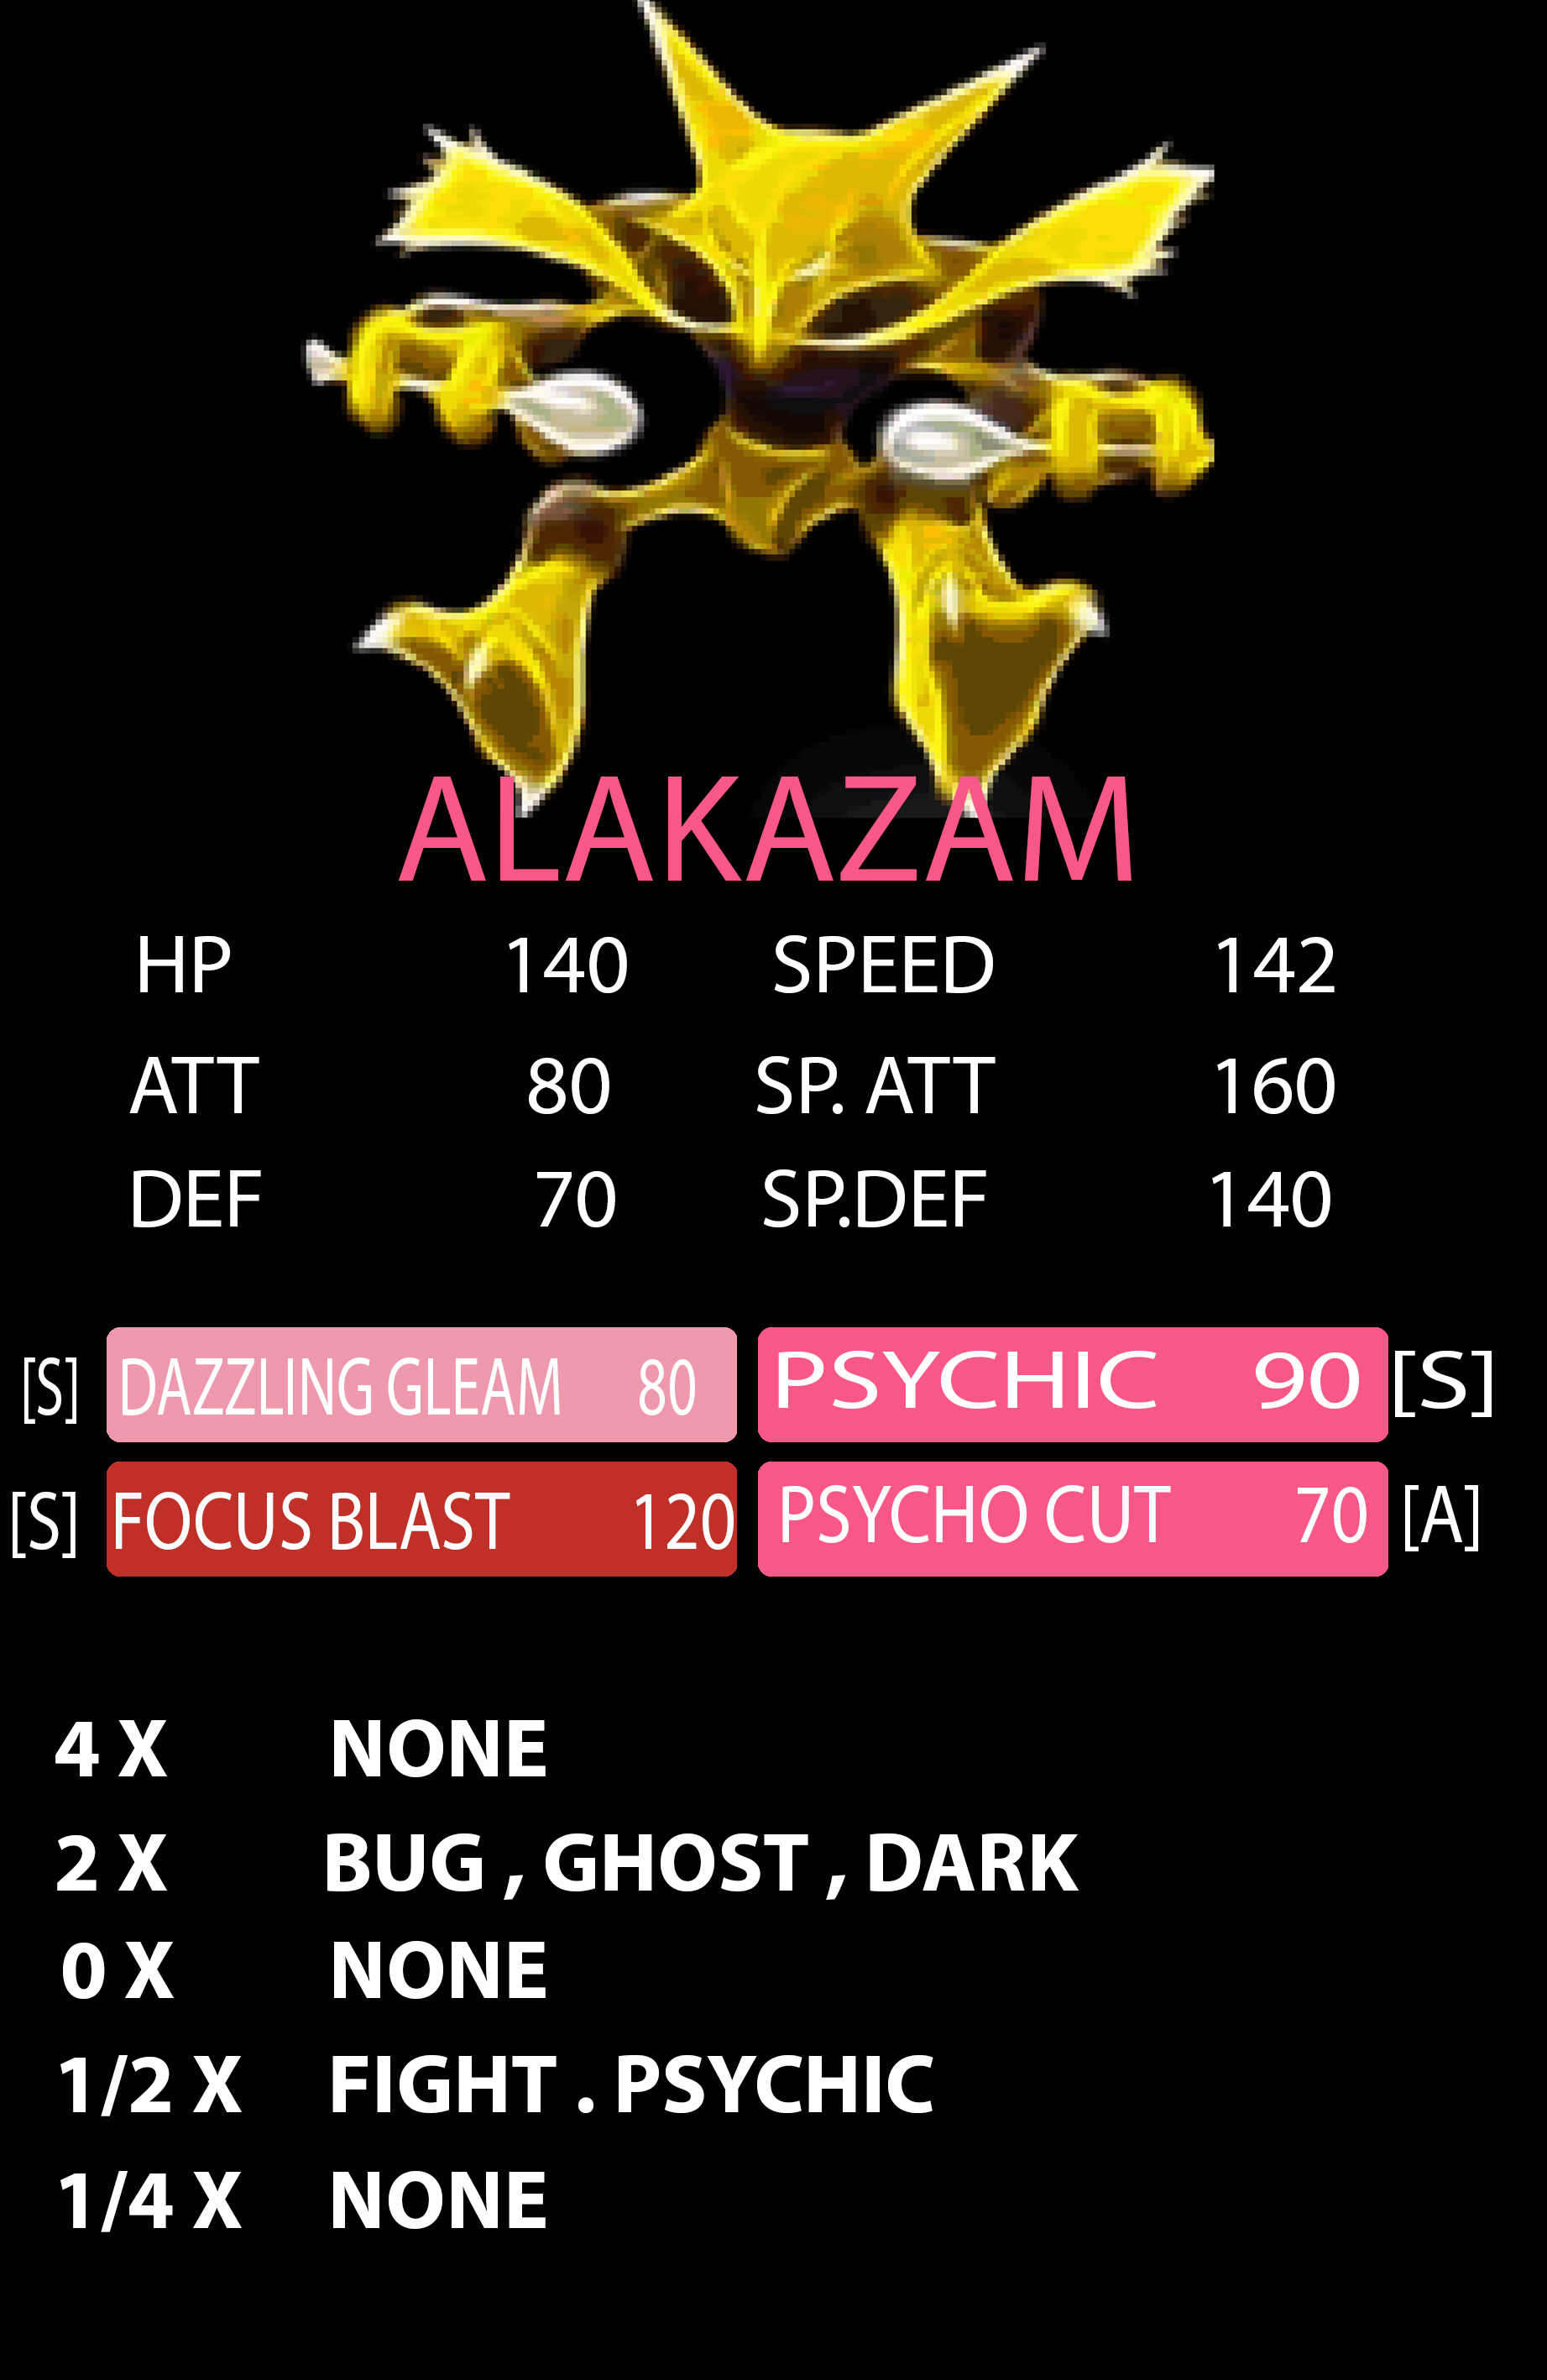 ALAKAZAM
HP 140 SPEED 142
ATT 80 SP. ATT 160
DEF 70 SP.DEF 140
[S] DAZZLING GLEAM 80 PSYCHIC 90 [S]
[S] FOCUS BLAST 120 PSYCHO CUT 70 [A]
4 X NONE
2 X BUG , GHOST , DARK
0 X NONE
1/2 X FIGHT . PSYCHIC
1/4 X NONE